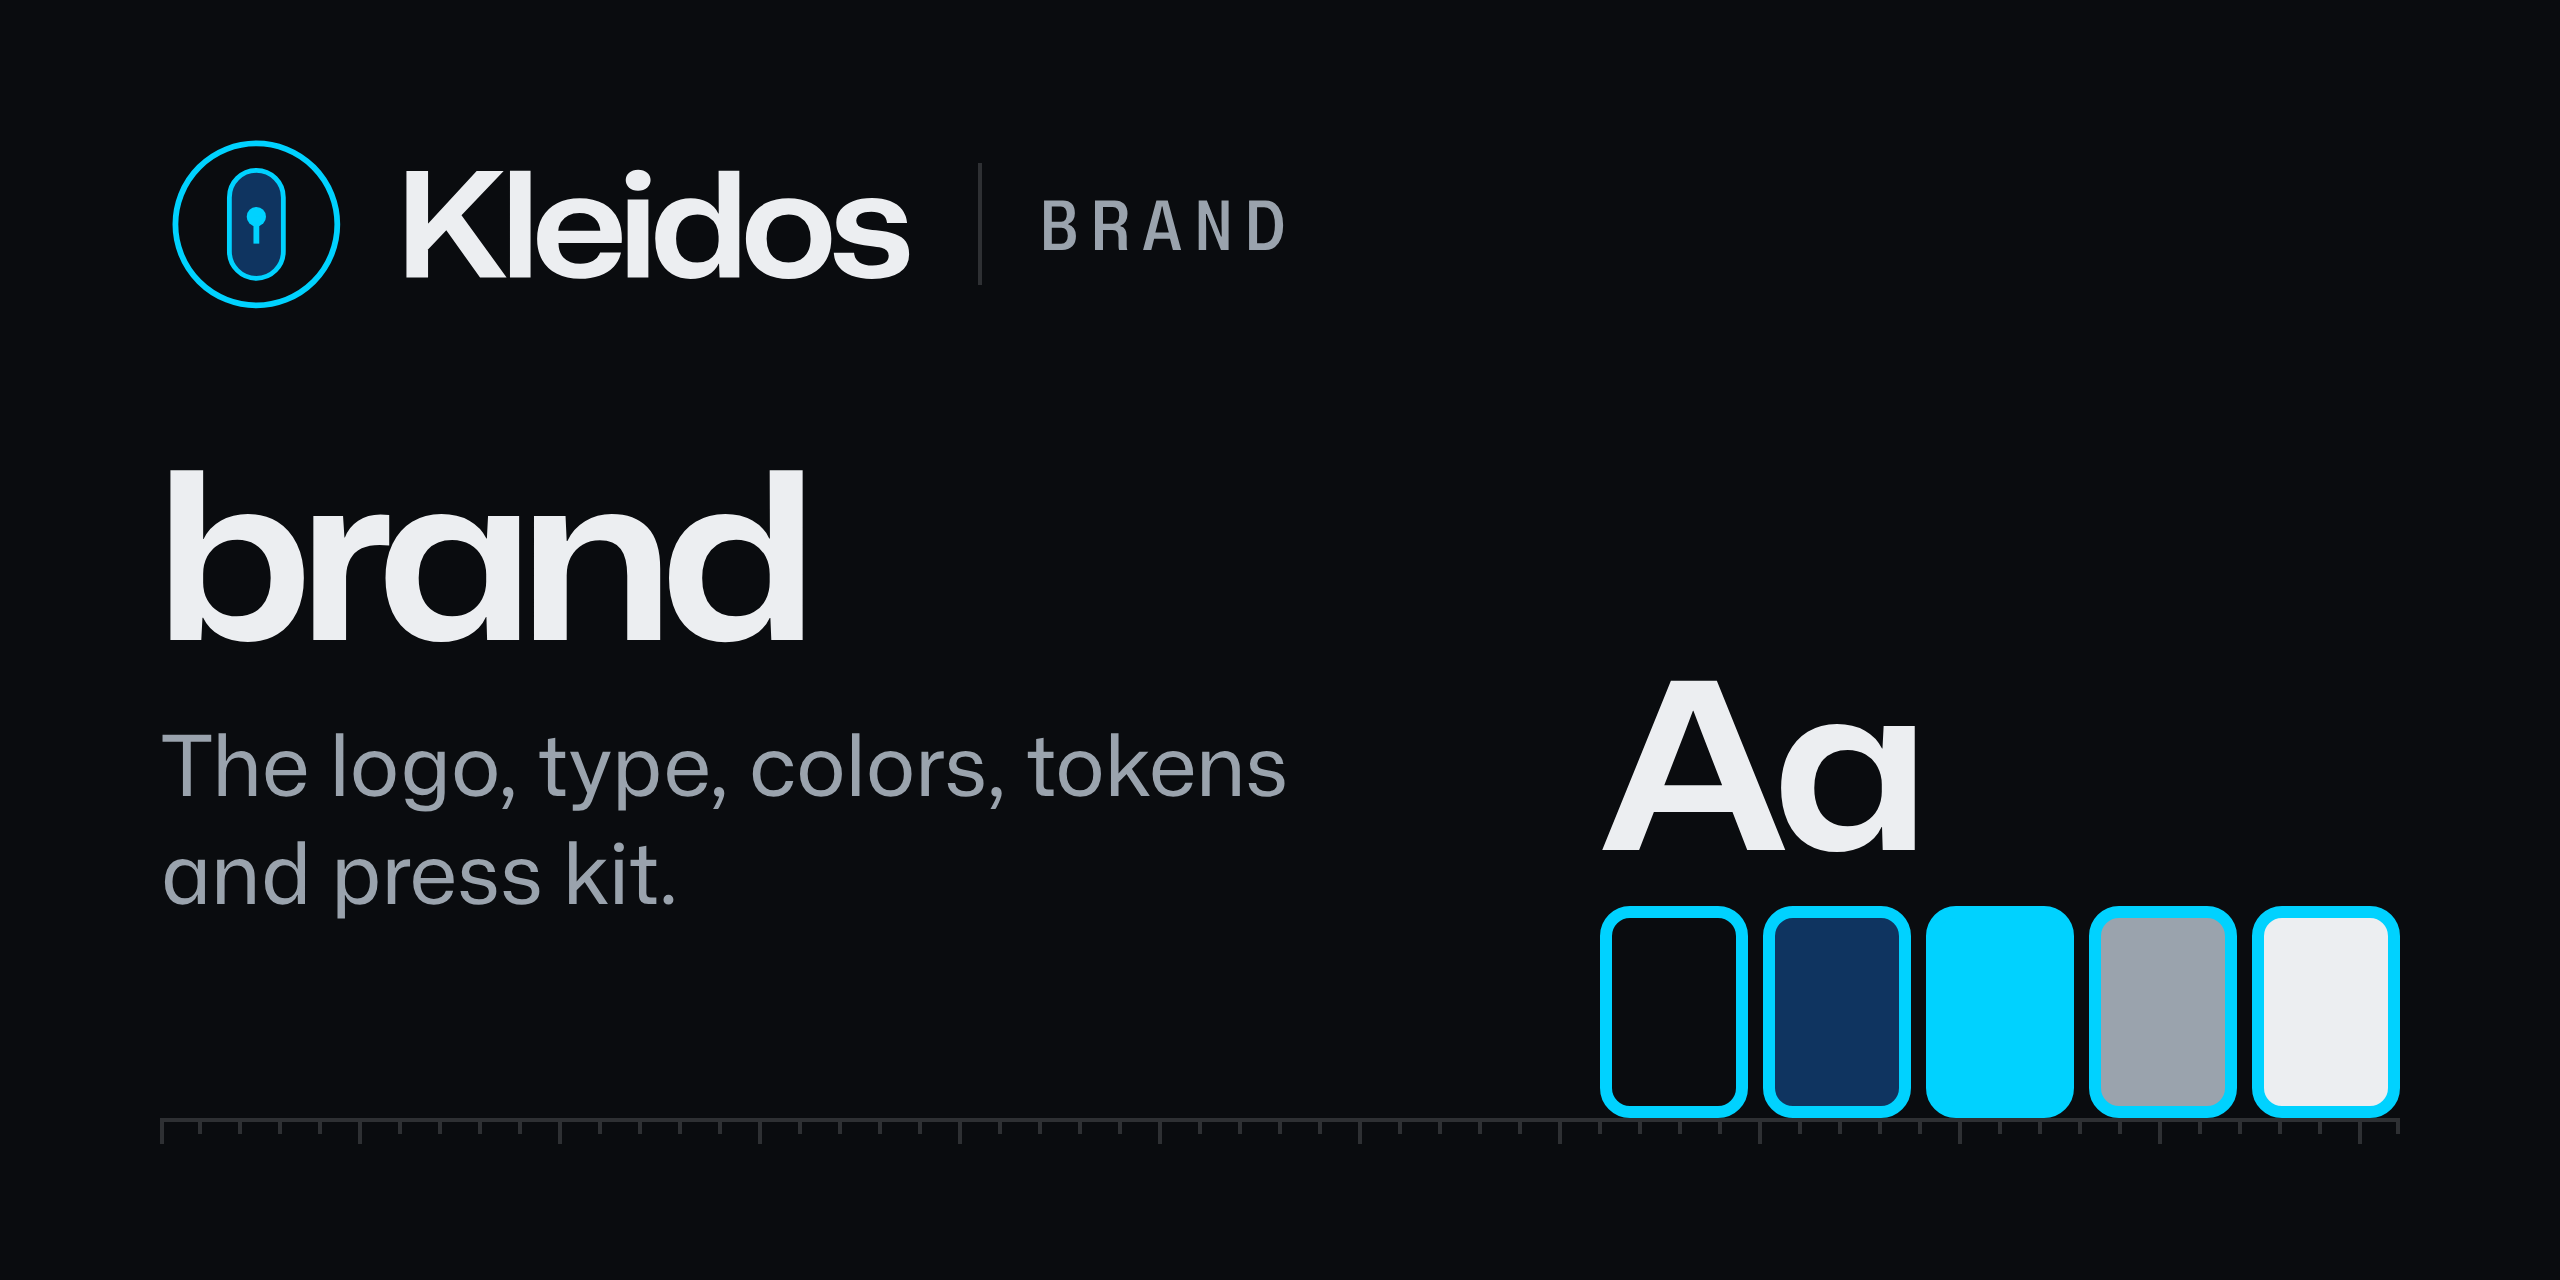 Kleidos
BRAND
brand
The logo, type, colors, tokens
and press kit.
Aa